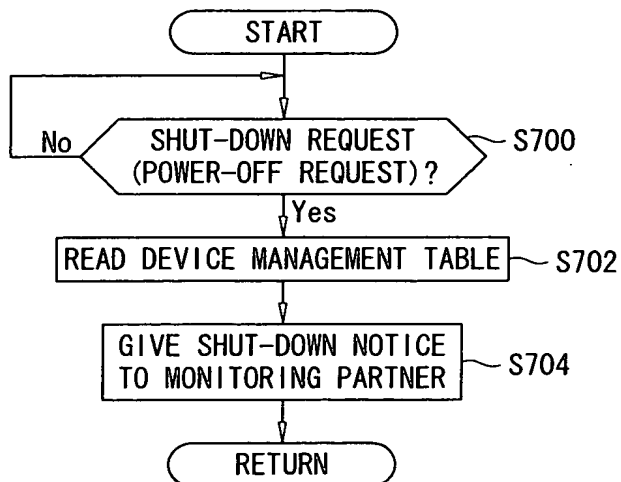 START
No
SHUT-DOWN REQUEST
(POWER-OFF REQUEST)?
S700
Yes
READ DEVICE MANAGEMENT TABLE
S702
GIVE SHUT-DOWN NOTICE
TO MONITORING PARTNER
S704
RETURN